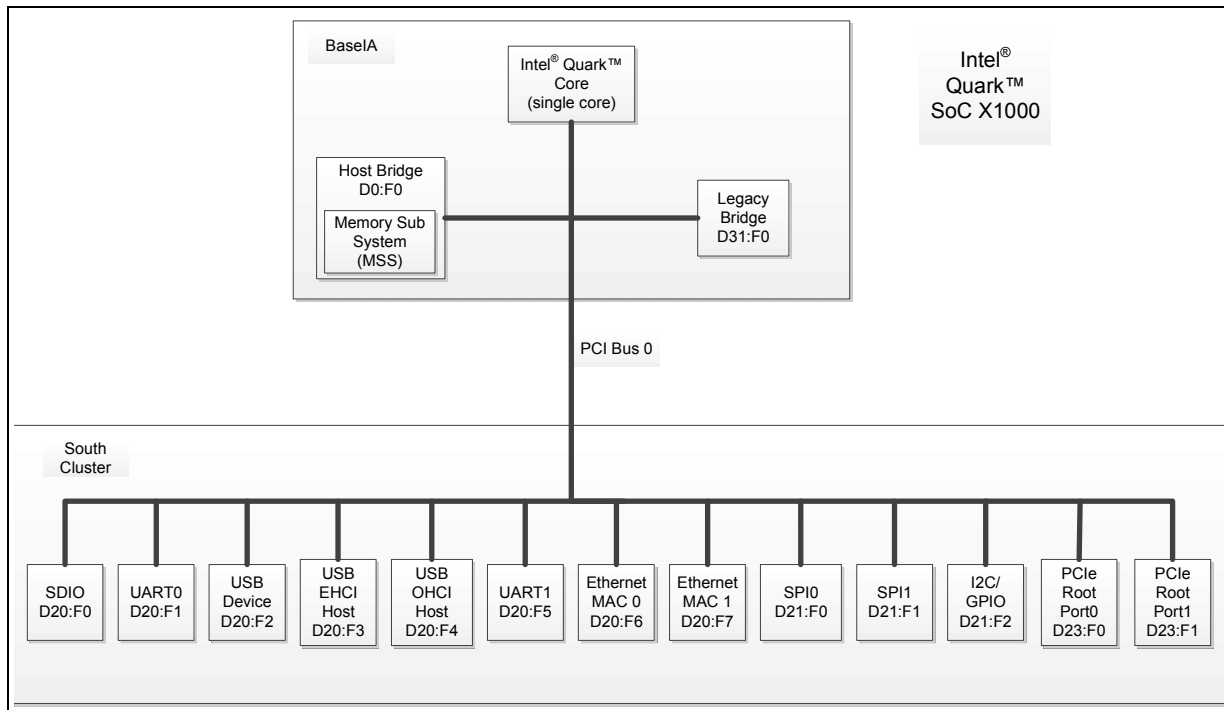 BaseIA
Intel® Quark™
Core
(single core)
Intel®
Quark™
SoC X1000
Host Bridge
D0:F0
Memory Sub
System
(MSS)
Legacy
Bridge
D31:F0
PCI Bus 0
South
Cluster
SDIO
D20:F0
UART0
D20:F1
USB
Device
D20:F2
USB
EHCI
Host
D20:F3
USB
OHCI
Host
D20:F4
UART1
D20:F5
Ethernet
MAC 0
D20:F6
Ethernet
MAC 1
D20:F7
SPI0
D21:F0
SPI1
D21:F1
I2C/
GPIO
D21:F2
PCIe
Root
Port0
D23:F0
PCIe
Root
Port1
D23:F1